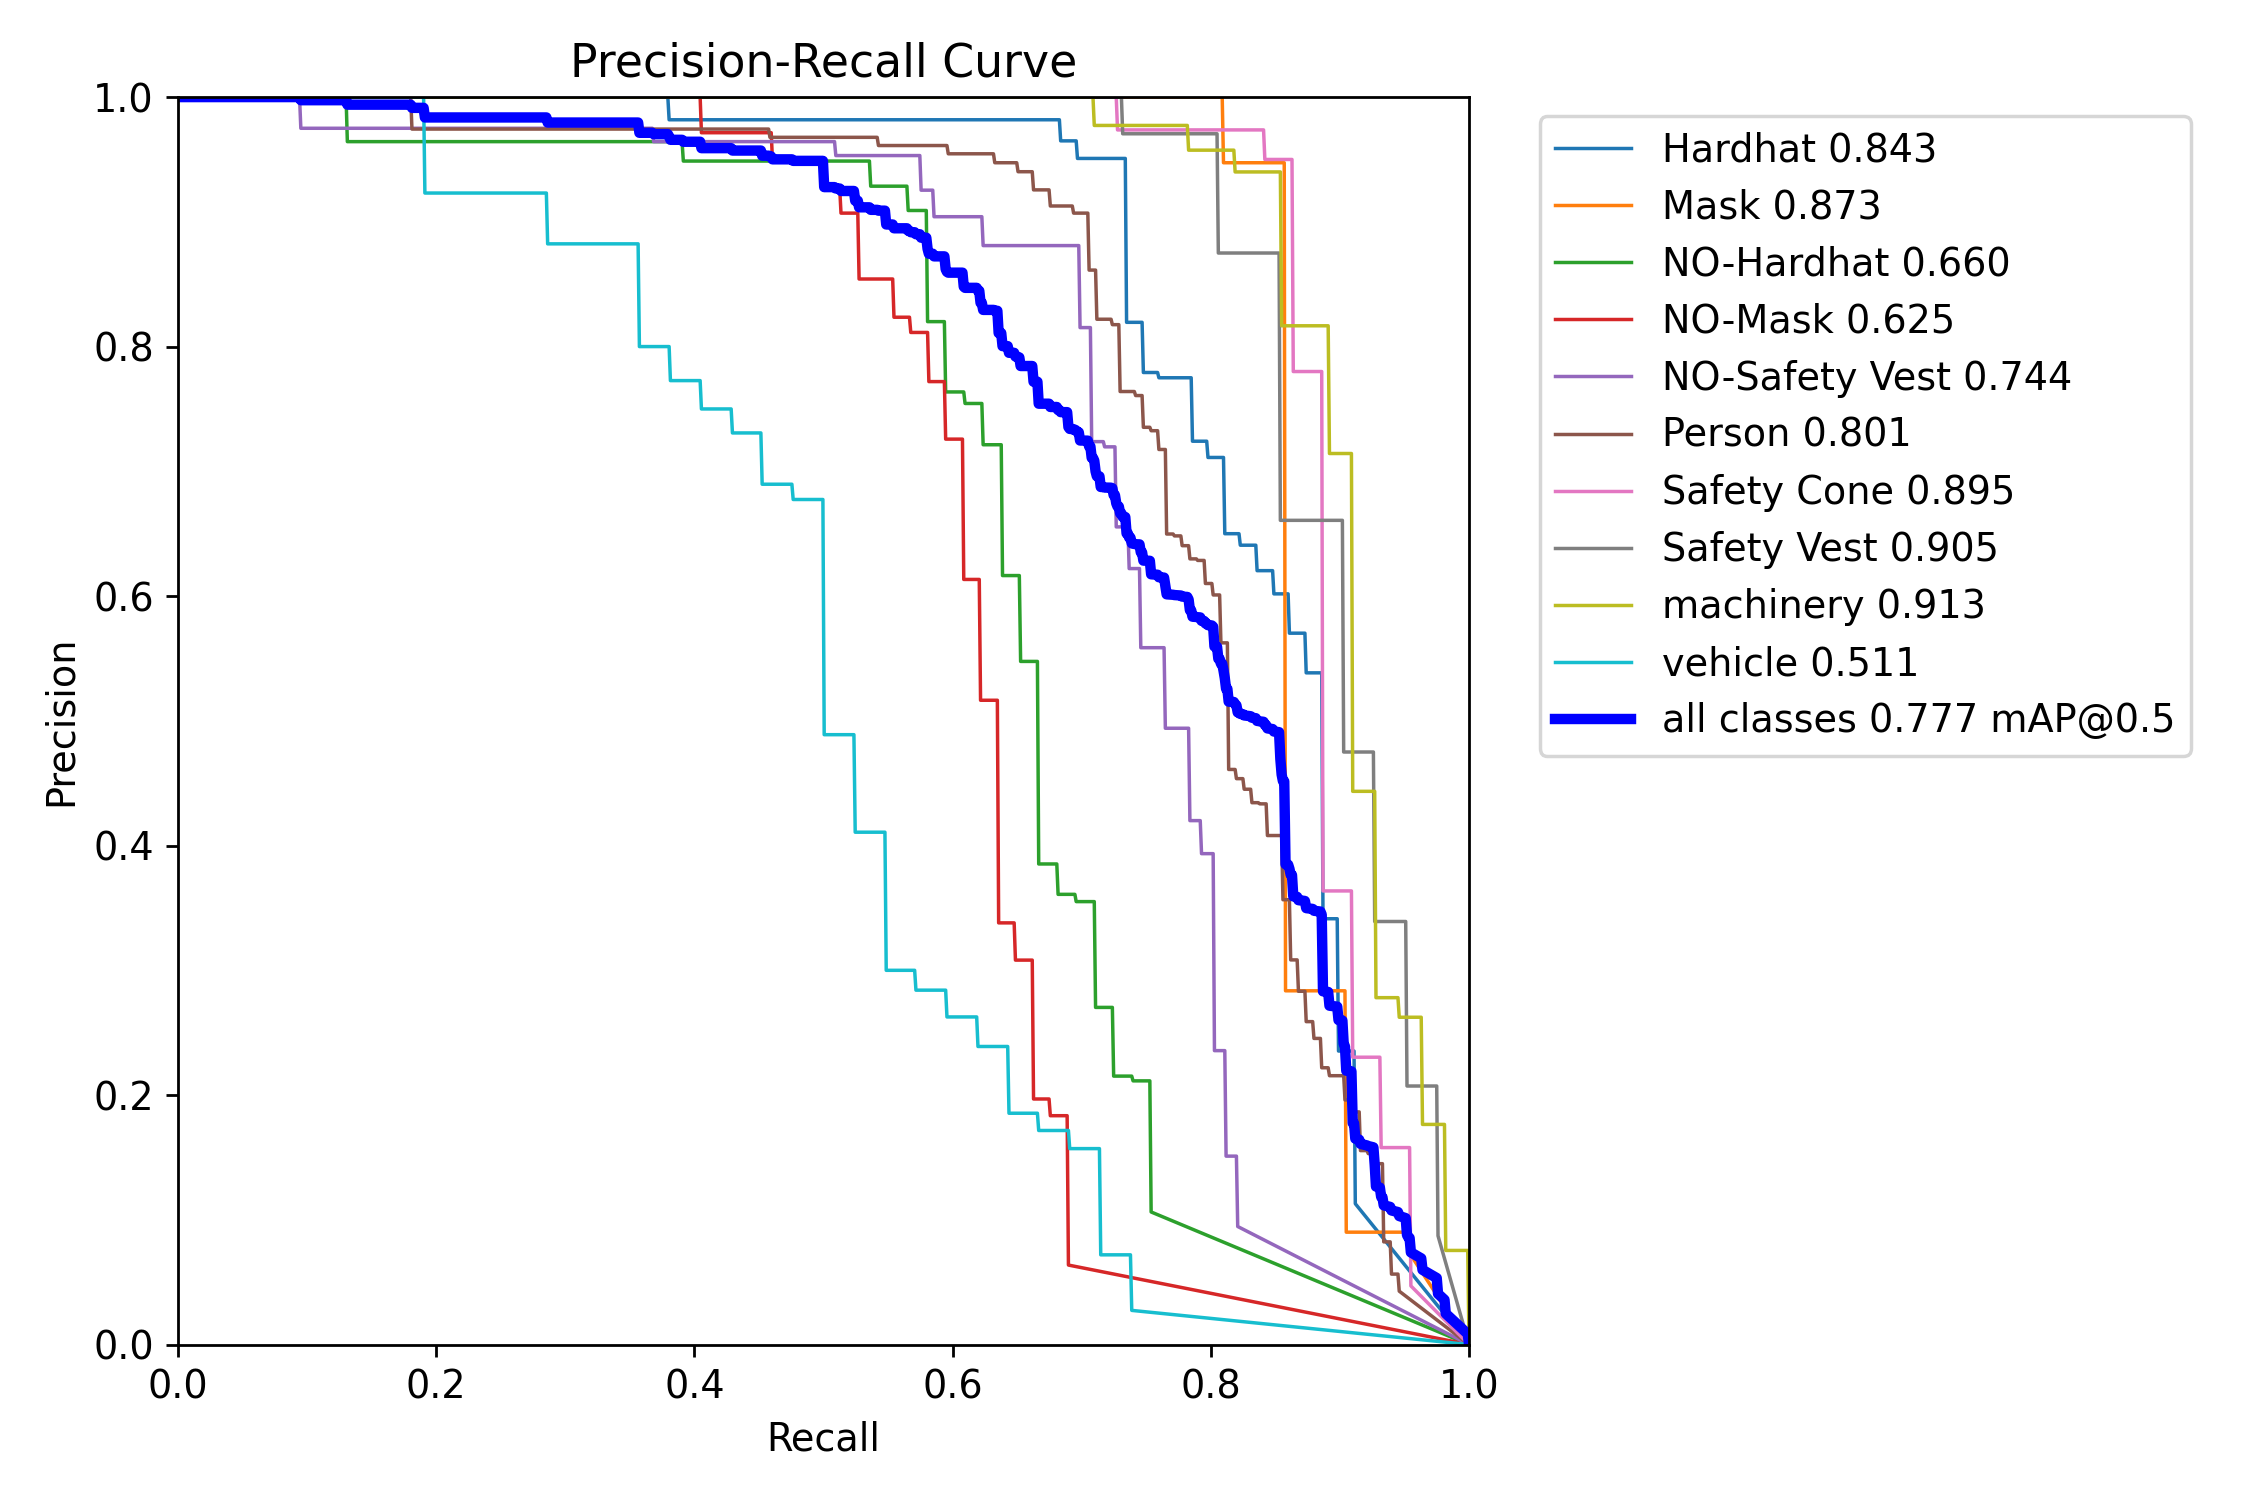 Precision-Recall Curve
1.0
0.8
0.6
0.4
0.2
0.0
Precision
0.0 0.2 0.4 0.6 0.8 1.0
Recall
Hardhat 0.843
Mask 0.873
NO-Hardhat 0.660
NO-Mask 0.625
NO-Safety Vest 0.744
Person 0.801
Safety Cone 0.895
Safety Vest 0.905
machinery 0.913
vehicle 0.511
all classes 0.777 mAP@0.5